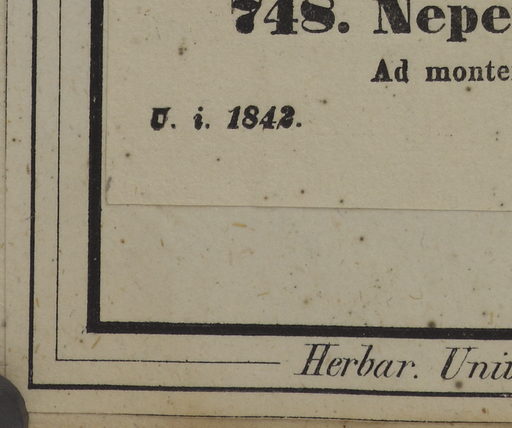 748. Nepe
Ad monte
U. i. 1842.
Herbar. Uni